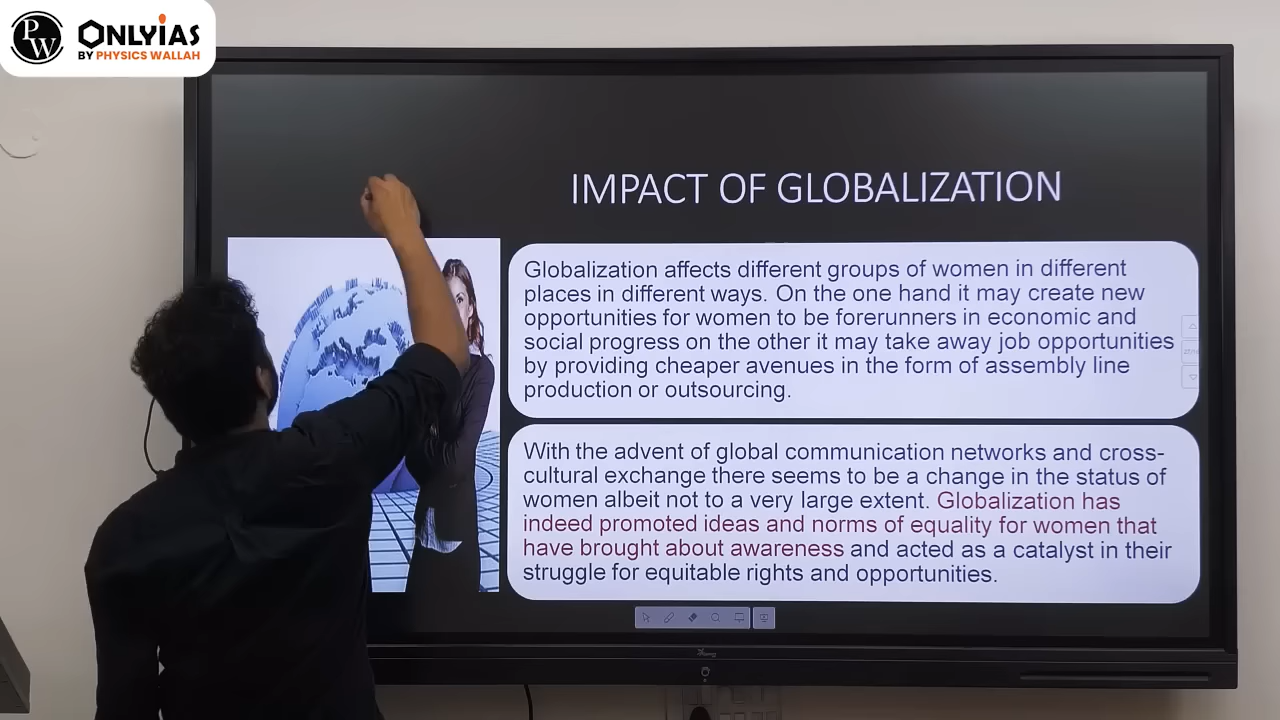 PW
ONLYIAS
BY PHYSICS WALLAH
IMPACT OF GLOBALIZATION
Globalization affects different groups of women in different
places in different ways. On the one hand it may create new
opportunities for women to be forerunners in economic and
social progress on the other it may take away job opportunities
by providing cheaper avenues in the form of assembly line
production or outsourcing.
With the advent of global communication networks and cross-
cultural exchange there seems to be a change in the status of
women albeit not to a very large extent. Globalization has
indeed promoted ideas and norms of equality for women that
have brought about awareness and acted as a catalyst in their
struggle for equitable rights and opportunities.